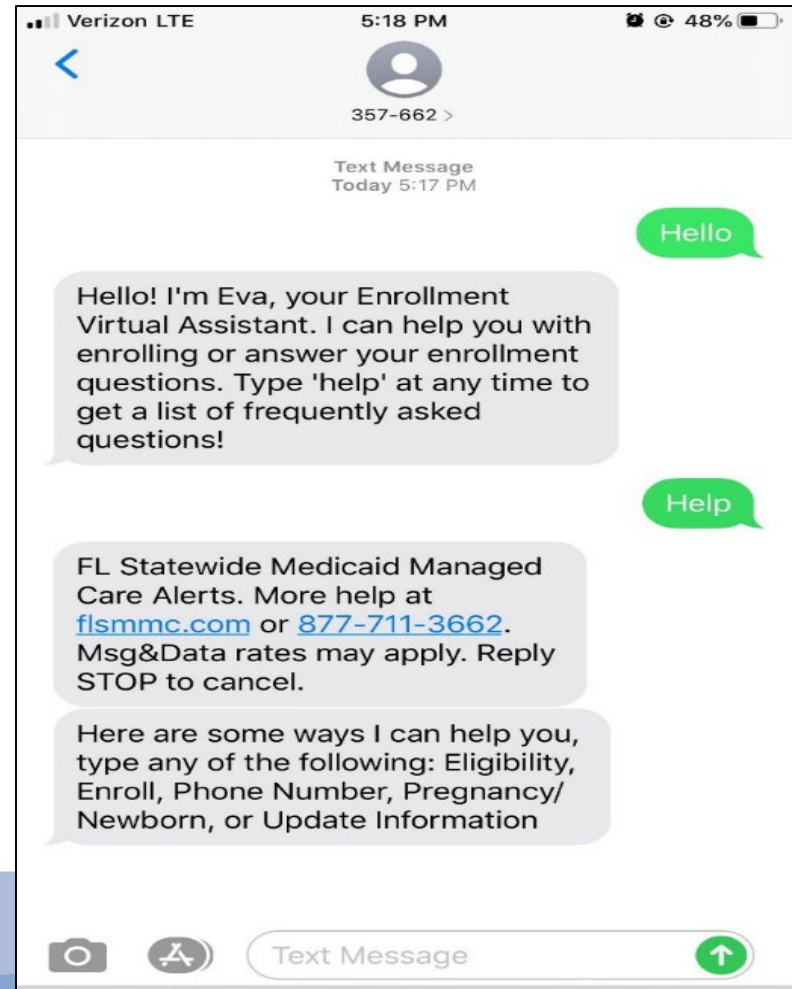 Verizon LTE 5:18 PM 48%
357-662 >
Text Message
Today 5:17 PM
Hello
Hello! I'm Eva, your Enrollment
Virtual Assistant. I can help you with
enrolling or answer your enrollment
questions. Type 'help' at any time to
get a list of frequently asked
questions!
Help
FL Statewide Medicaid Managed
Care Alerts. More help at
flsmmc.com or 877-711-3662.
Msg&Data rates may apply. Reply
STOP to cancel.
Here are some ways I can help you,
type any of the following: Eligibility,
Enroll, Phone Number, Pregnancy/
Newborn, or Update Information
Text Message